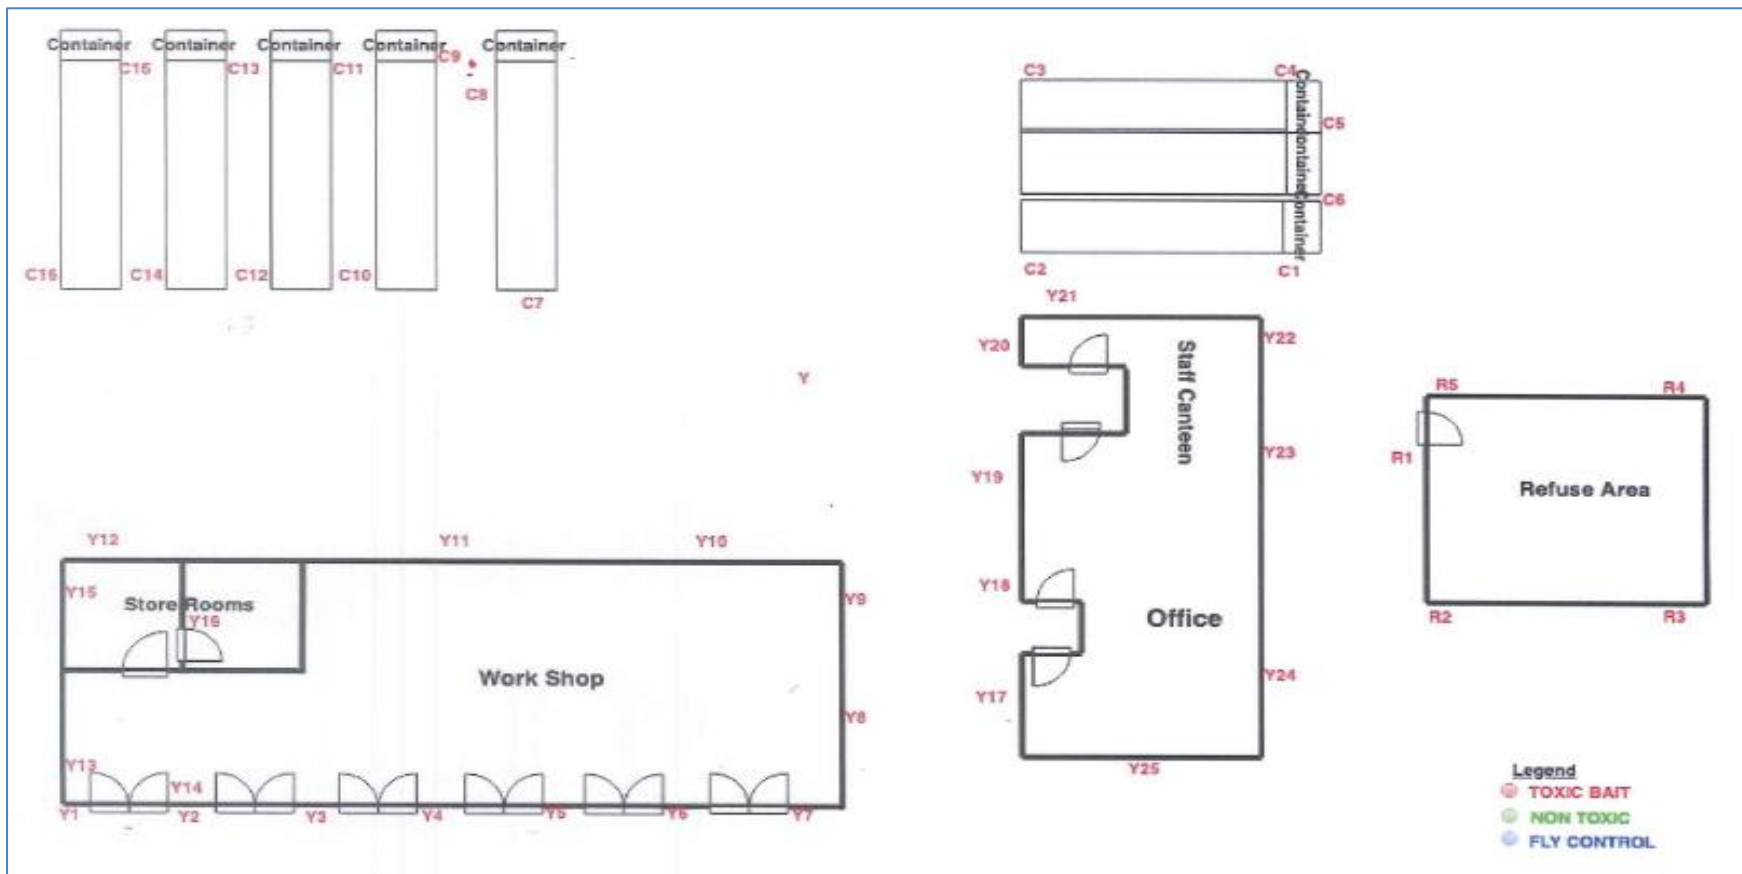 Container Container Container Container Container
C9
C15 C13 C11
C8
C16 C14 C12 C10
C7
C3 C4
Container
C5
Container
C6
Container
C2 C1
Y21
Y20 Y22
Staff Canteen
Y
Y19 Y23
Y18
Office
Y17 Y24
Y25
R5 R4
R1
Refuse Area
R2 R3
Y12 Y11 Y10
Y15 Y9
Store Rooms
Y16
Work Shop
Y8
Y13
Y14
Y1 Y2 Y3 Y4 Y5 Y6 Y7
Legend
TOXIC BAIT
NON TOXIC
FLY CONTROL